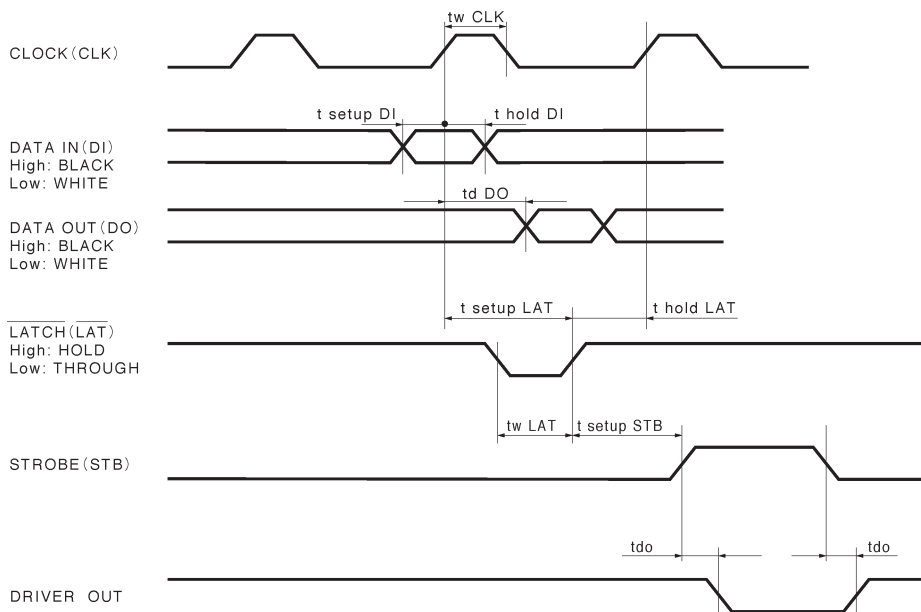 tw CLK
CLOCK(CLK)
t setup DI
t hold DI
DATA IN(DI)
High: BLACK
Low: WHITE
td DO
DATA OUT(DO)
High: BLACK
Low: WHITE
t setup LAT
t hold LAT
LATCH(LAT)
High: HOLD
Low: THROUGH
tw LAT
t setup STB
STROBE(STB)
tdo
tdo
DRIVER OUT